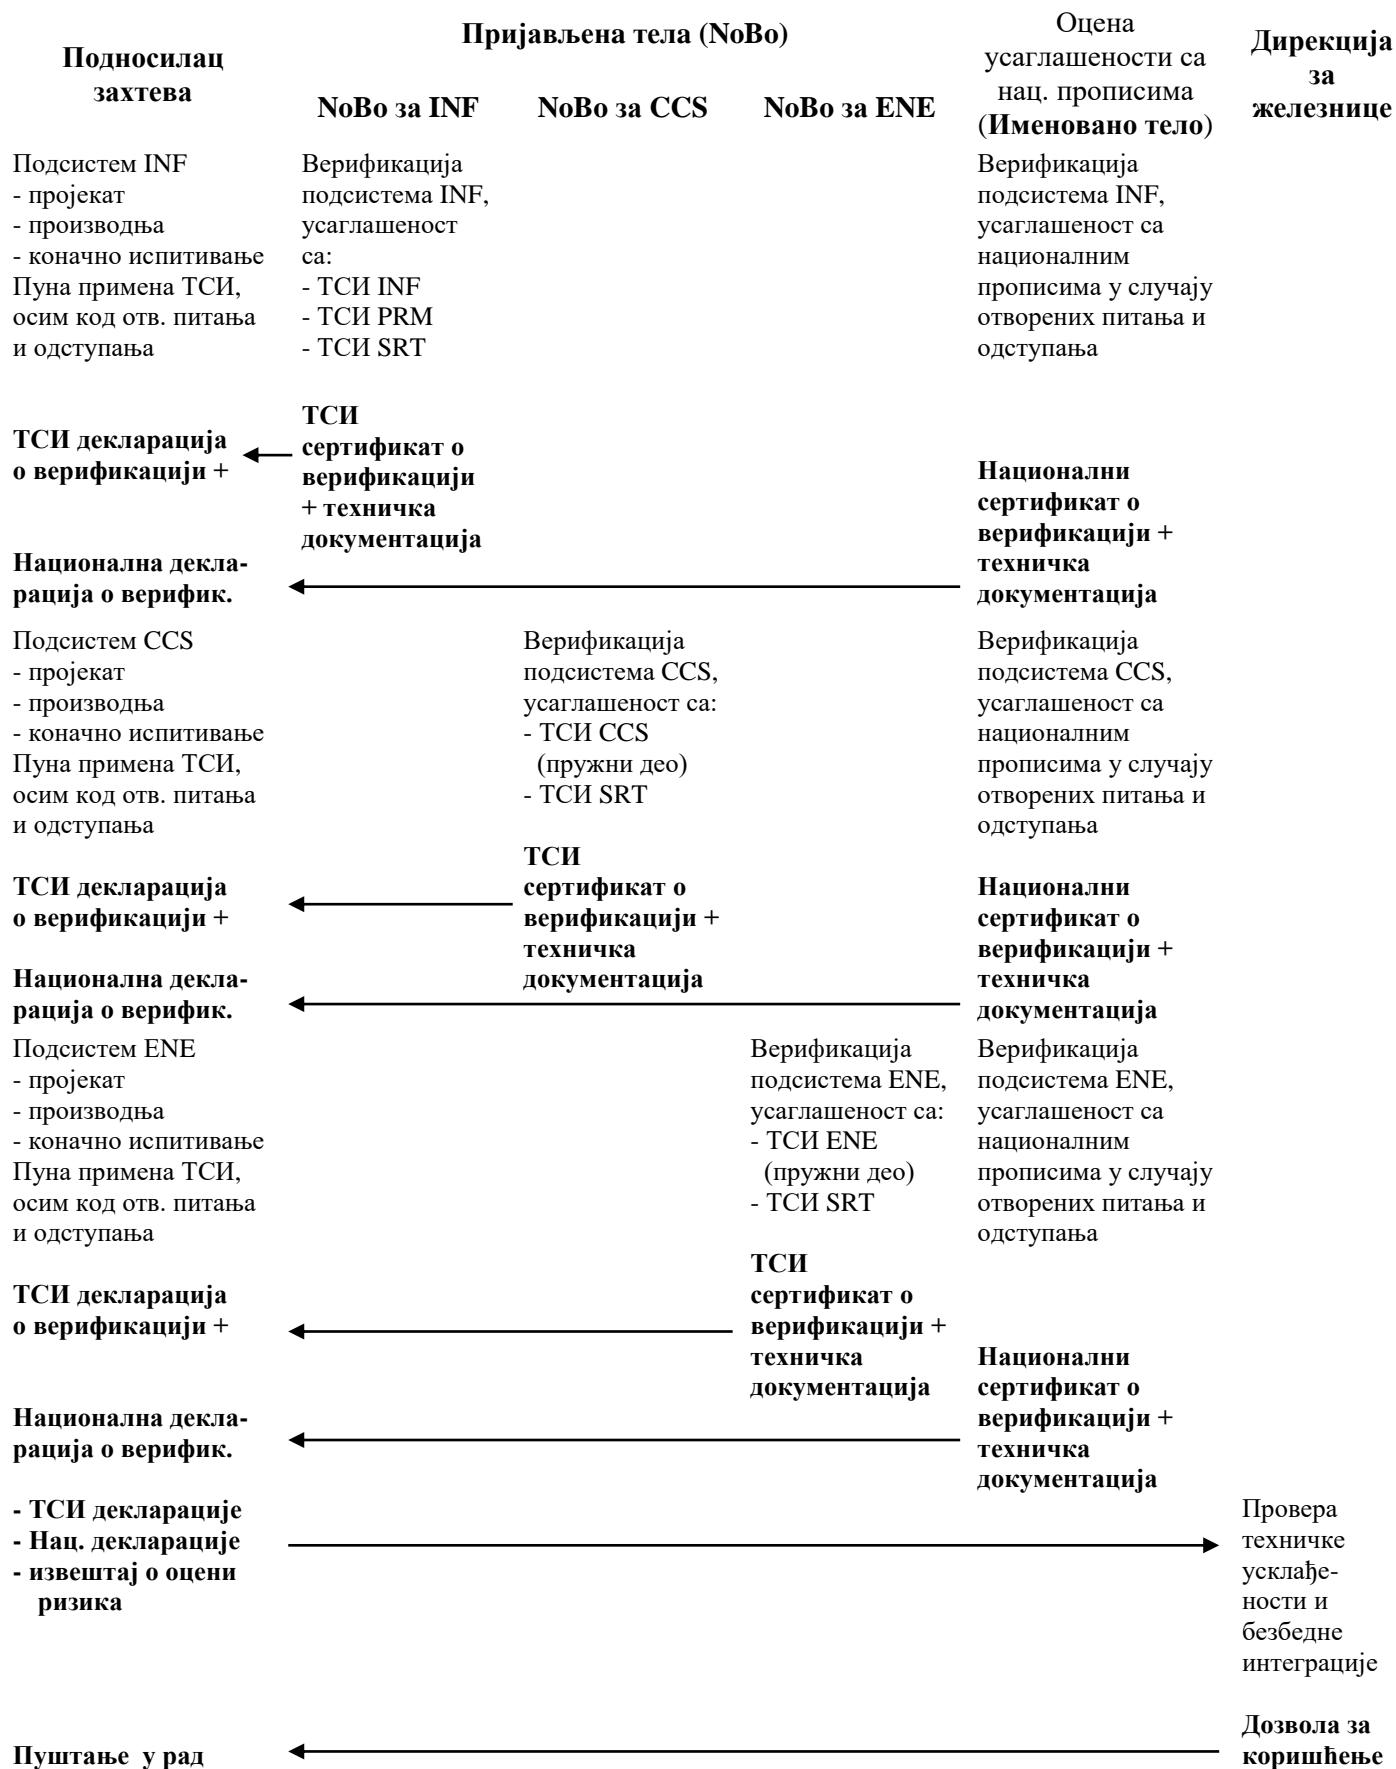 Подносилац
захтева
Пријављена тела (NoBo)
NoBo за INF
NoBo за CCS
NoBo за ENE
Оцена
усаглашености са
нац. прописима
(Именовано тело)
Дирекција
за
железнице
Подсистем INF
- пројекат
- производња
- коначно испитивање
Пуна примена ТСИ,
осим код отв. питања
и одступања
Верификација
подсистема INF,
усаглашеност
са:
- ТСИ INF
- ТСИ PRM
- ТСИ SRT
Верификација
подсистема INF,
усаглашеност са
националним
прописима у случају
отворених питања и
одступања
ТСИ декларација
о верификацији +
ТСИ
сертификат о
верификацији
+ техничка
документација
Национални
сертификат о
верификацији +
техничка
документација
Национална декла-
рација о верифик.
Подсистем CCS
- пројекат
- производња
- коначно испитивање
Пуна примена ТСИ,
осим код отв. питања
и одступања
Верификација
подсистема CCS,
усаглашеност са:
- ТСИ CCS
(пружни део)
- ТСИ SRT
Верификација
подсистема CCS,
усаглашеност са
националним
прописима у случају
отворених питања и
одступања
ТСИ декларација
о верификацији +
ТСИ
сертификат о
верификацији +
техничка
документација
Национални
сертификат о
верификацији +
техничка
документација
Национална декла-
рација о верифик.
Подсистем ENE
- пројекат
- производња
- коначно испитивање
Пуна примена ТСИ,
осим код отв. питања
и одступања
Верификација
подсистема ENE,
усаглашеност са:
- ТСИ ENE
(пружни део)
- ТСИ SRT
Верификација
подсистема ENE,
усаглашеност са
националним
прописима у случају
отворених питања и
одступања
ТСИ декларација
о верификацији +
ТСИ
сертификат о
верификацији +
техничка
документација
Национални
сертификат о
верификацији +
техничка
документација
Национална декла-
рација о верифик.
- ТСИ декларације
- Нац. декларације
- извештај о оцени
ризика
Провера
техничке
усклађе-
ности и
безбедне
интеграције
Пуштање у рад
Дозвола за
коришћење